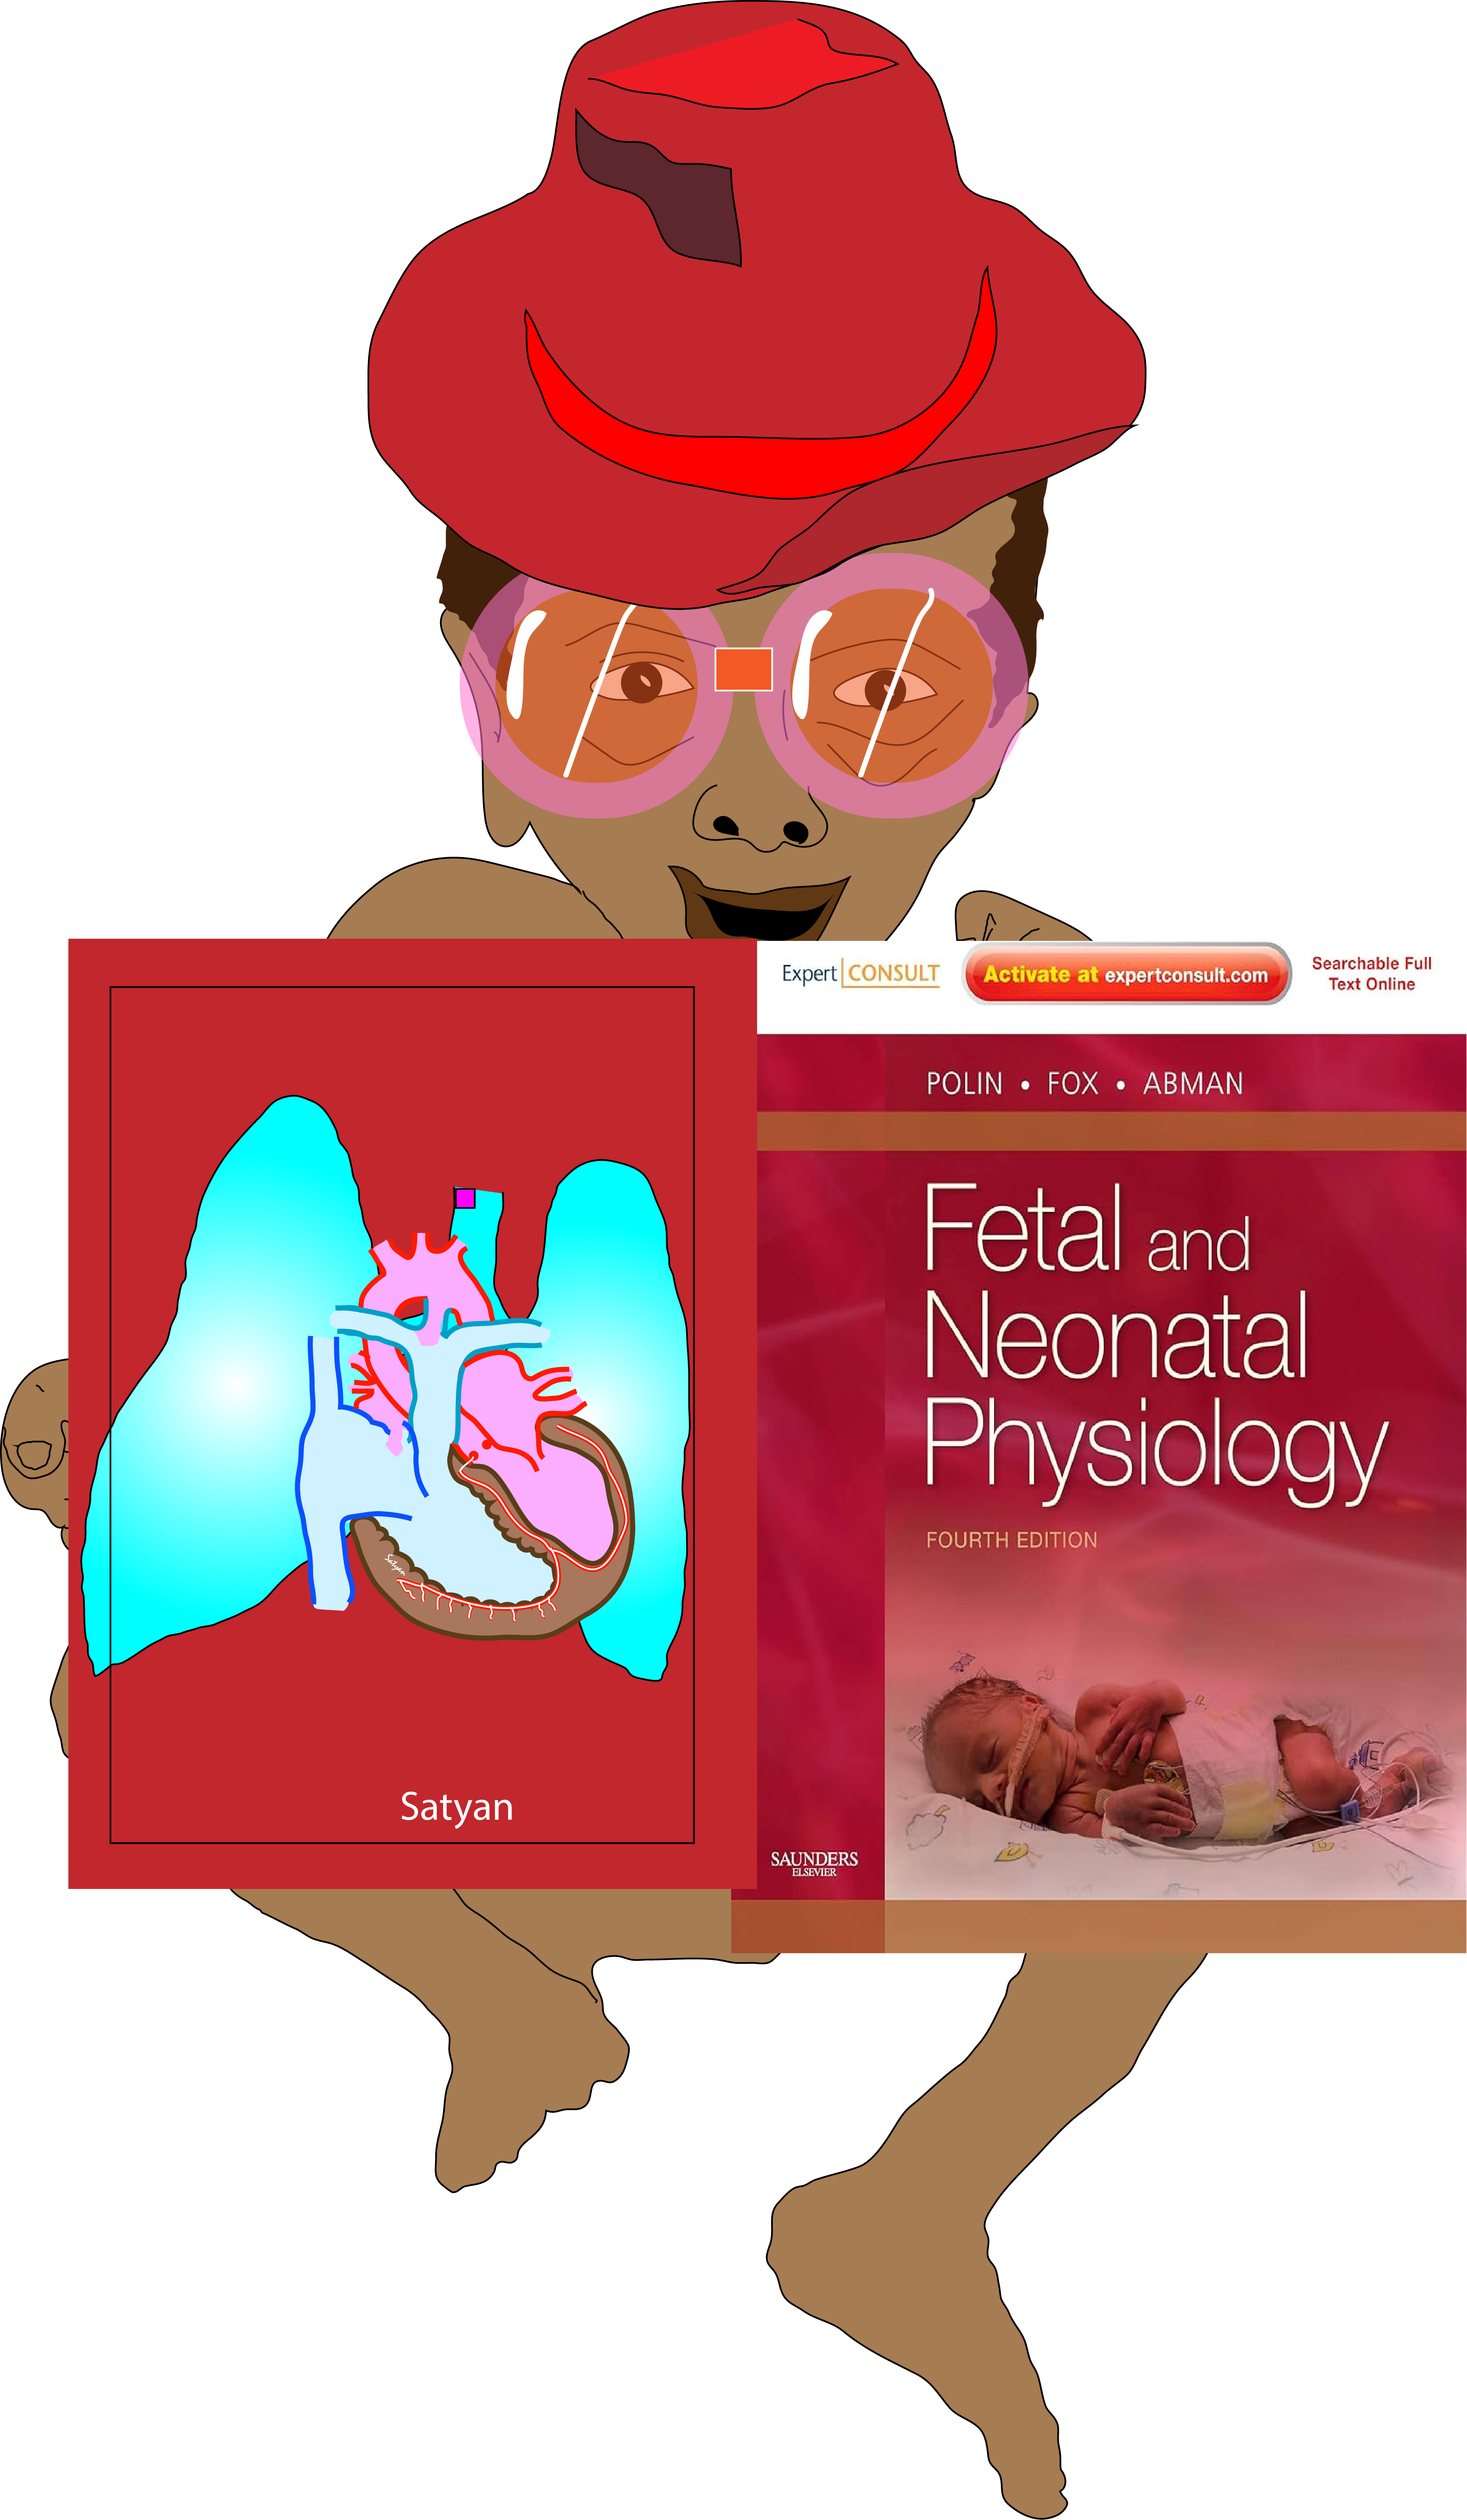 Expert CONSULT
Activate at expertconsult.com
Searchable Full
Text Online
POLIN • FOX • ABMAN
Fetal and
Neonatal
Physiology
FOURTH EDITION
Satyan
Satyan
SAUNDERS
ELSEVIER